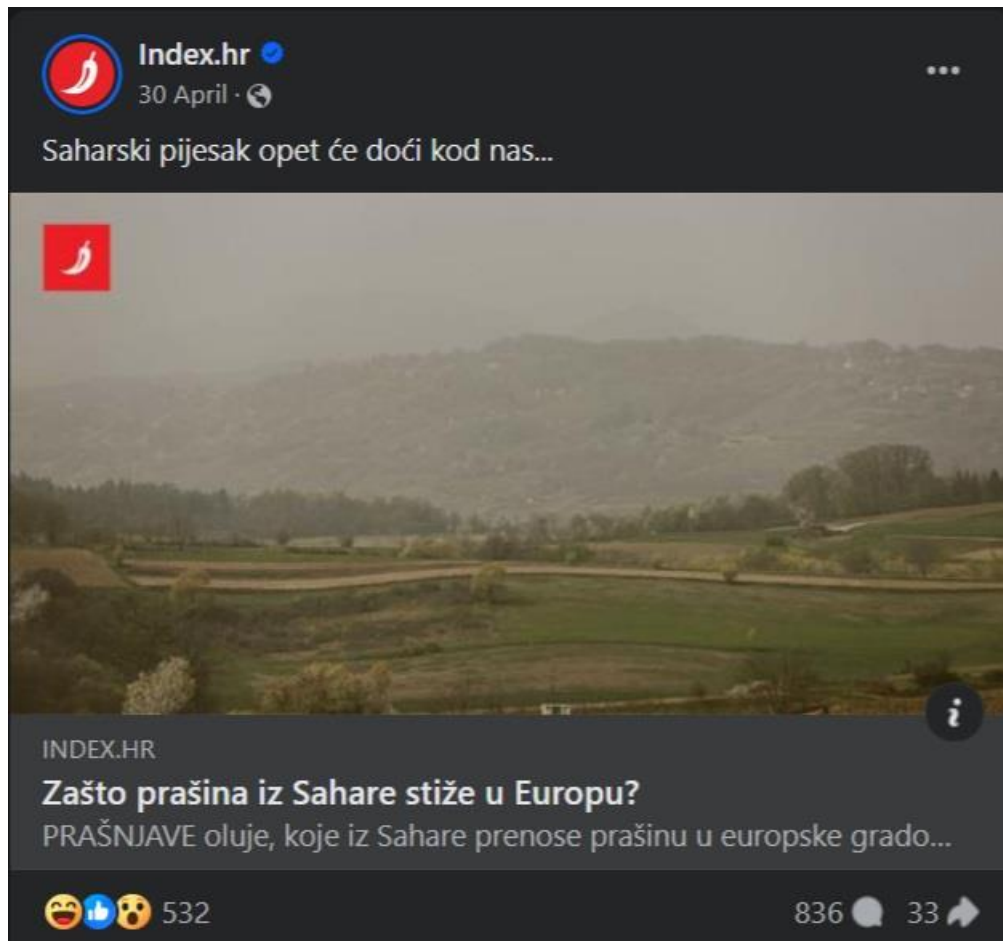 Index.hr
30 April ·
Saharski pijesak opet će doći kod nas...
INDEX.HR
Zašto prašina iz Sahare stiže u Europu?
PRAŠNJAVE oluje, koje iz Sahare prenose prašinu u europske grado...
532
836
33